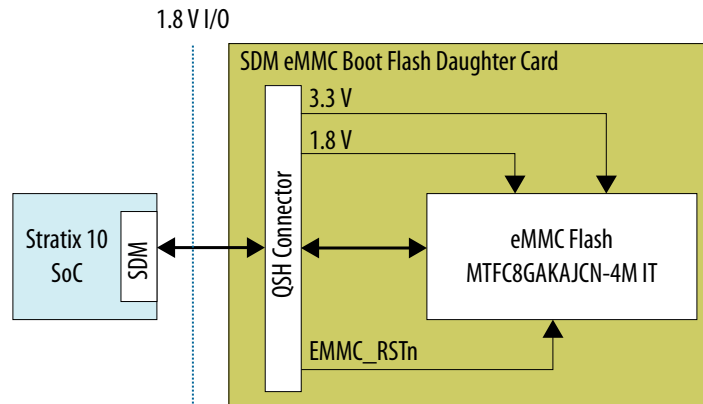 1.8 V I/O
SDM eMMC Boot Flash Daughter Card
3.3 V
1.8 V
QSH Connector
Stratix 10
SoC
SDM
eMMC Flash
MTFC8GAKAJCN-4M IT
EMMC_RSTn